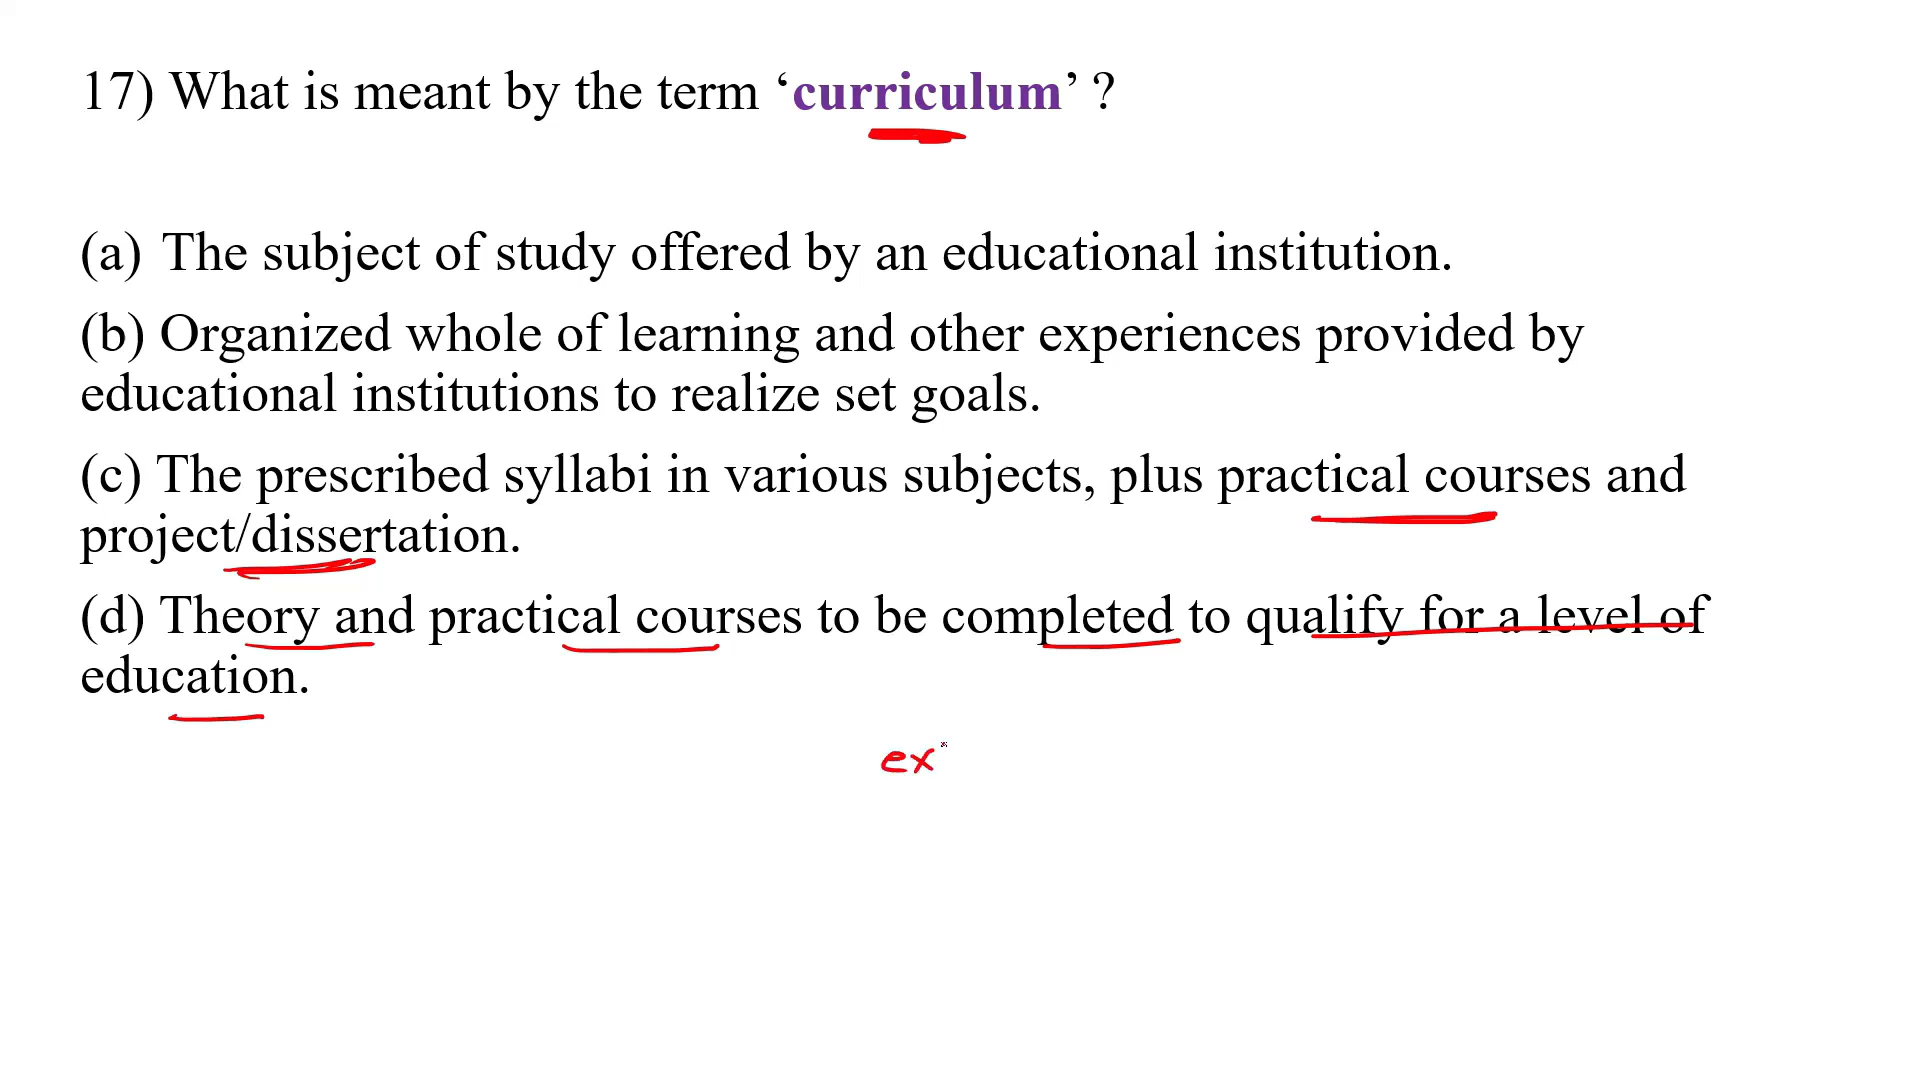 17) What is meant by the term ‘curriculum’ ?
(a) The subject of study offered by an educational institution.
(b) Organized whole of learning and other experiences provided by
educational institutions to realize set goals.
(c) The prescribed syllabi in various subjects, plus practical courses and
project/dissertation.
(d) Theory and practical courses to be completed to qualify for a level of
education.
ex